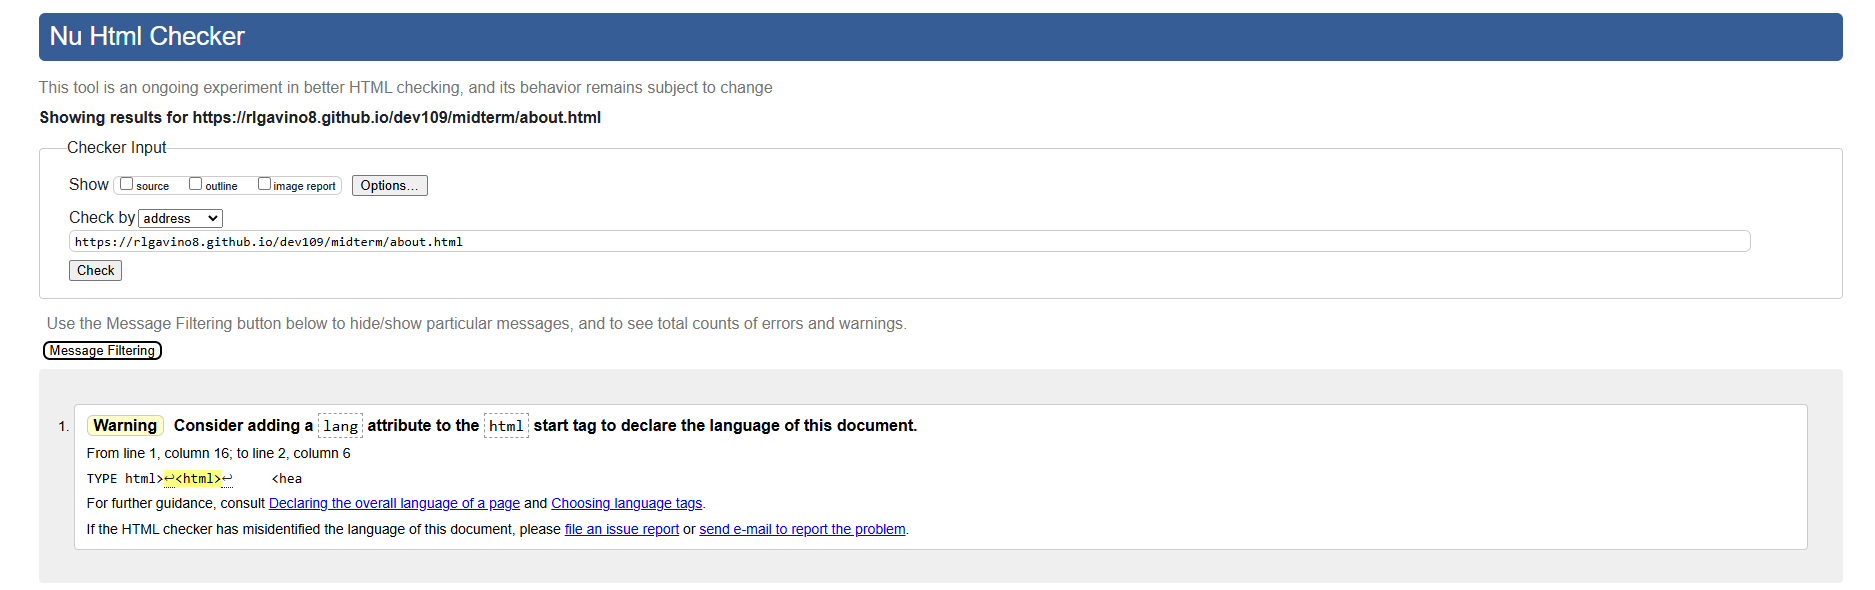 Nu Html Checker
This tool is an ongoing experiment in better HTML checking, and its behavior remains subject to change
Showing results for https://rlgavino8.github.io/dev109/midterm/about.html
Checker Input
Show source outline image report Options...
Check by address
https://rlgavino8.github.io/dev109/midterm/about.html
Check
Use the Message Filtering button below to hide/show particular messages, and to see total counts of errors and warnings.
Message Filtering
1. Warning Consider adding a lang attribute to the html start tag to declare the language of this document.
From line 1, column 16; to line 2, column 6
TYPE html>↩<html>↩ <hea
For further guidance, consult Declaring the overall language of a page and Choosing language tags.
If the HTML checker has misidentified the language of this document, please file an issue report or send e-mail to report the problem.